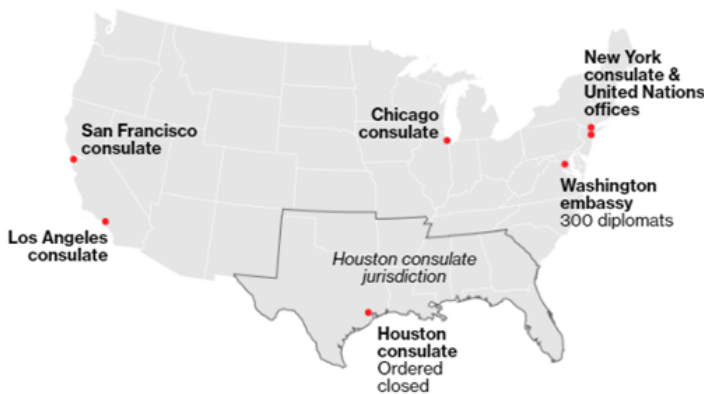 New York
consulate &
United Nations
offices
Chicago
consulate
San Francisco
consulate
Washington
embassy
300 diplomats
Los Angeles
consulate
Houston consulate
jurisdiction
Houston
consulate
Ordered
closed